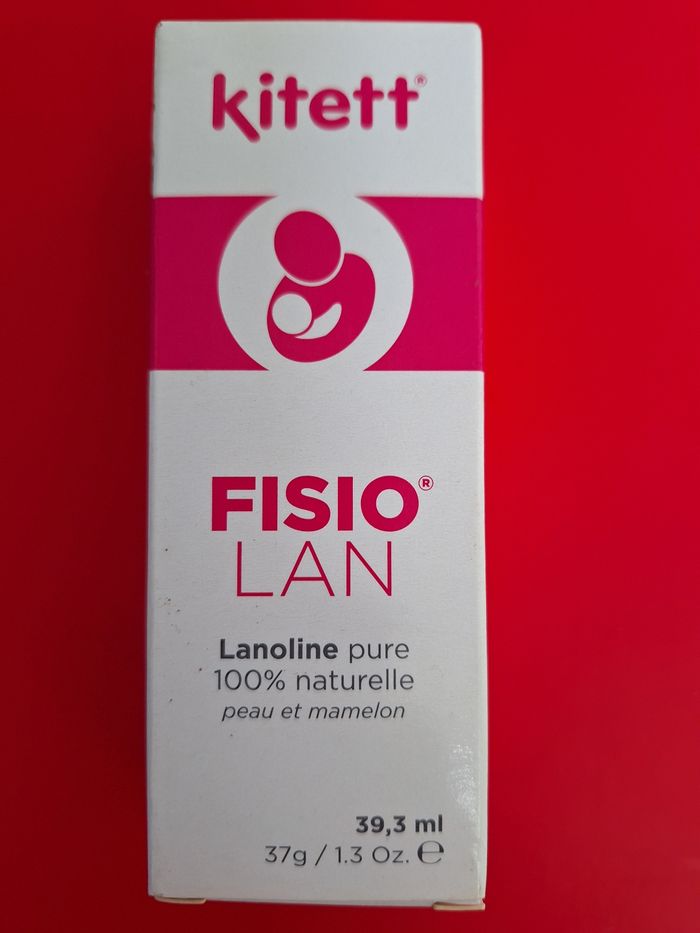 kitett®
FISIO®
LAN
Lanoline pure
100% naturelle
peau et mamelon
39,3 ml
37g / 1.3 Oz. ℮